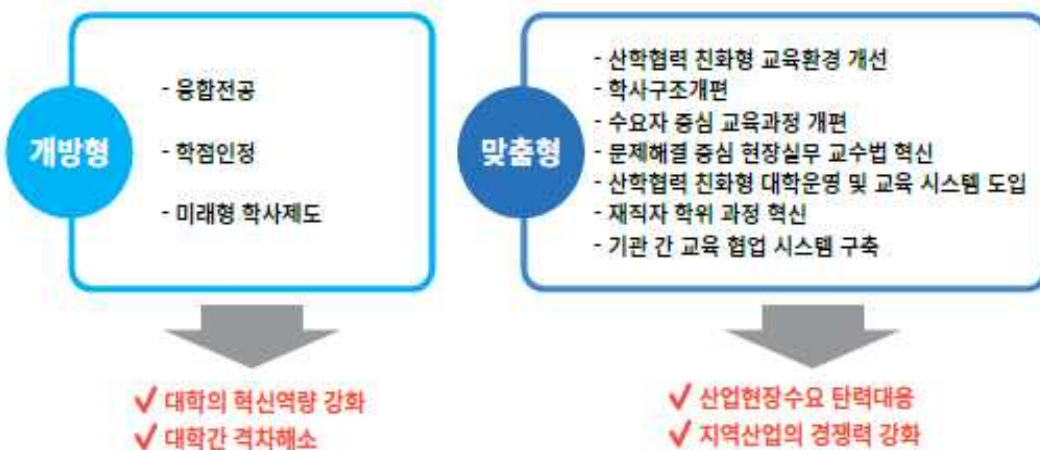 개방형
- 융합전공
- 학점인정
- 미래형 학사제도
✓ 대학의 혁신역량 강화
✓ 대학간 격차해소
맞춤형
- 산학협력 친화형 교육환경 개선
- 학사구조개편
- 수요자 중심 교육과정 개편
- 문제해결 중심 현장실무 교수법 혁신
- 산학협력 친화형 대학운영 및 교육 시스템 도입
- 재직자 학위 과정 혁신
- 기관 간 교육 협업 시스템 구축
✓ 산업현장수요 탄력대응
✓ 지역산업의 경쟁력 강화